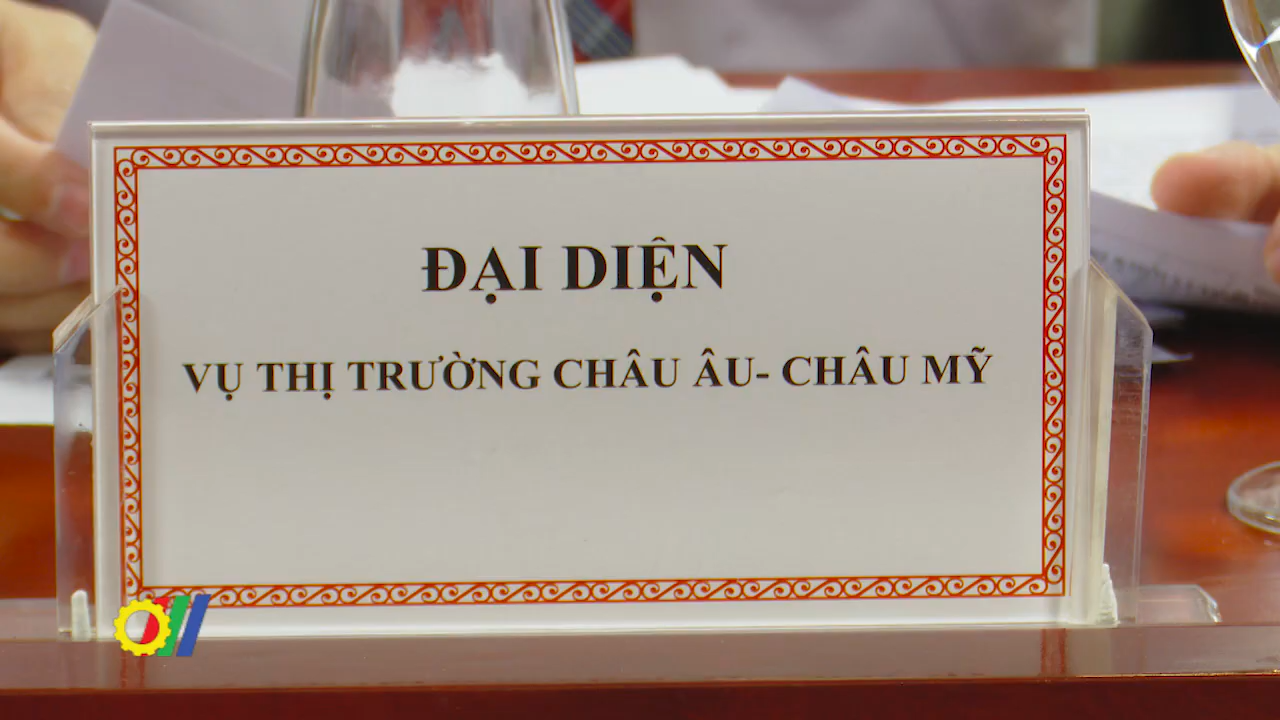 ĐẠI DIỆN
VỤ THỊ TRƯỜNG CHÂU ÂU- CHÂU MỸ